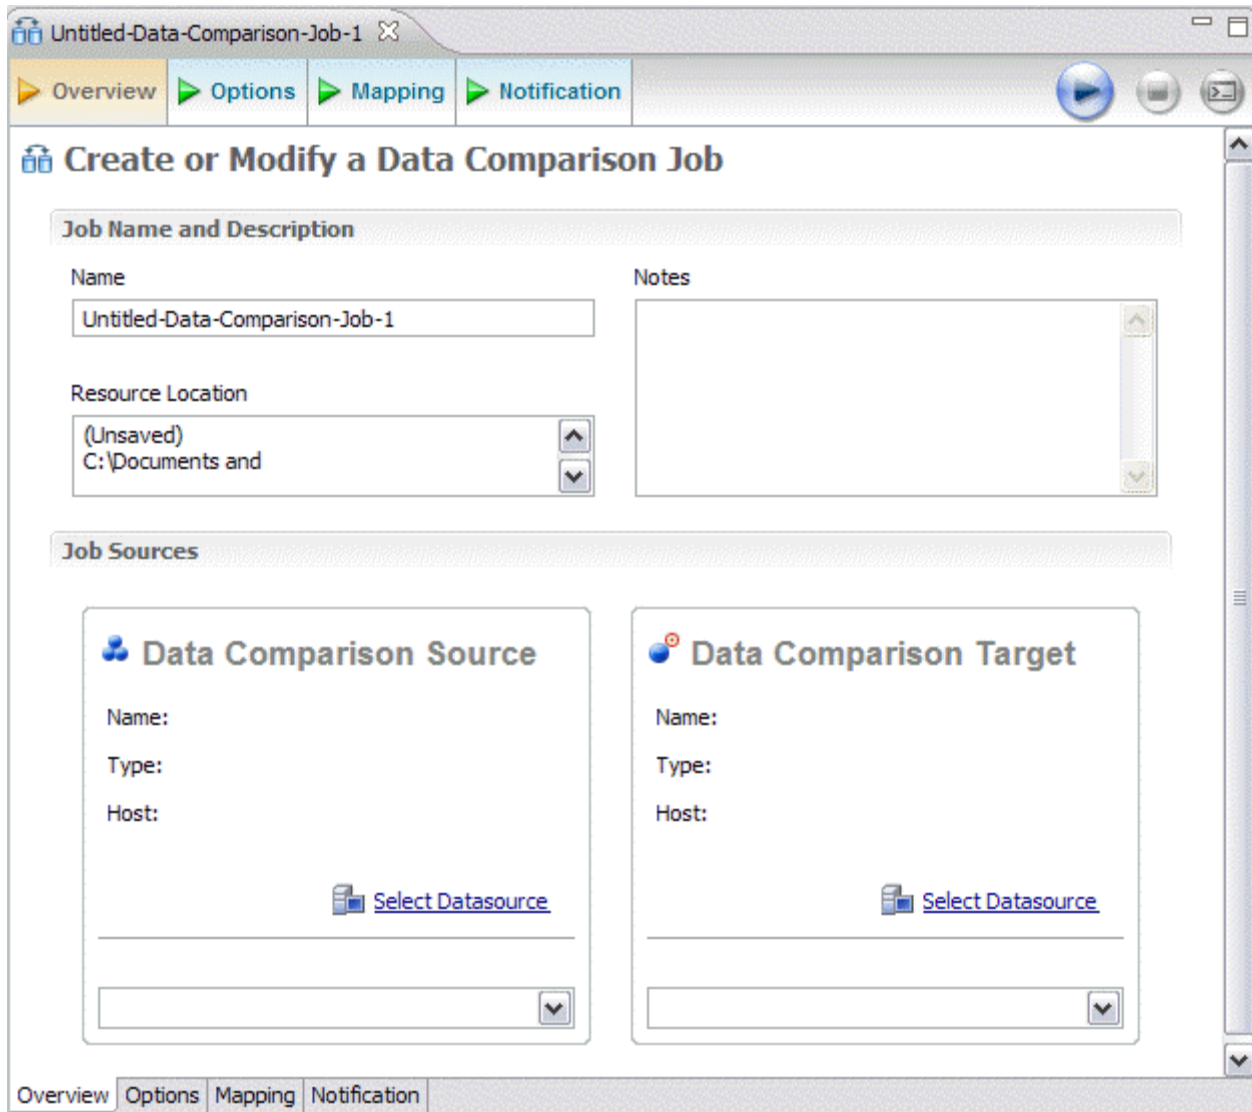 Untitled-Data-Comparison-Job-1
Overview Options Mapping Notification
Create or Modify a Data Comparison Job
Job Name and Description
Name
Untitled-Data-Comparison-Job-1
Notes
Resource Location
(Unsaved)
C:\Documents and
Job Sources
Data Comparison Source
Name:
Type:
Host:
Select Datasource
Data Comparison Target
Name:
Type:
Host:
Select Datasource
Overview Options Mapping Notification